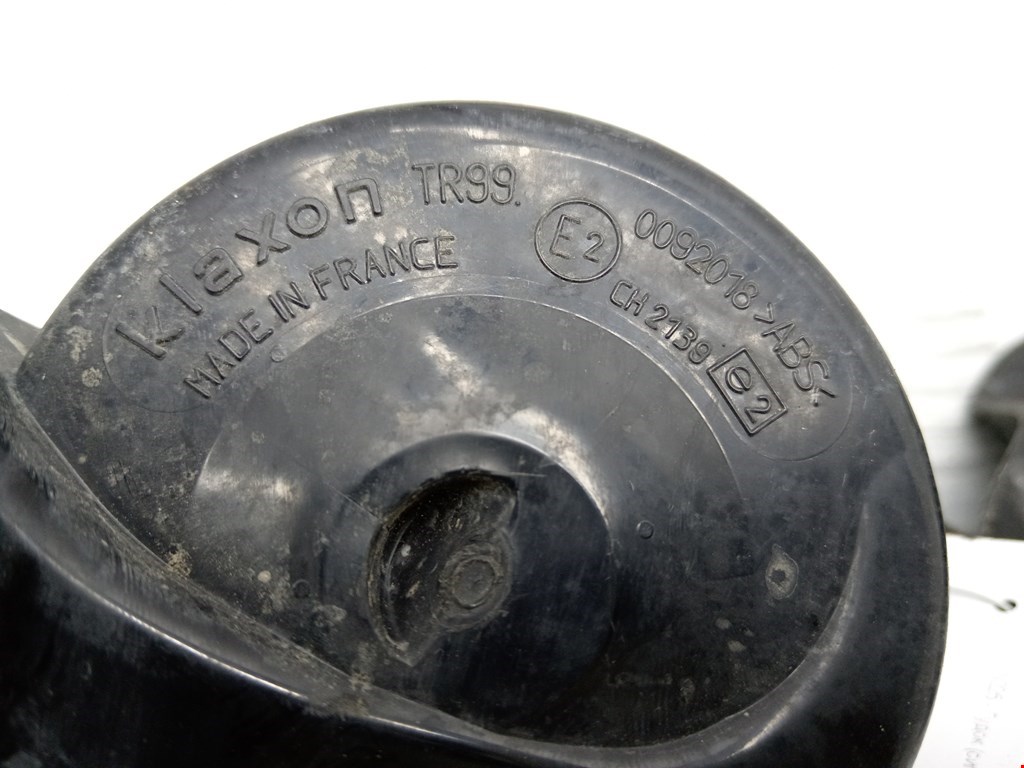 klaxon TR99.
MADE IN FRANCE
E2
0092018 >ABS<.
CH 2139
e2